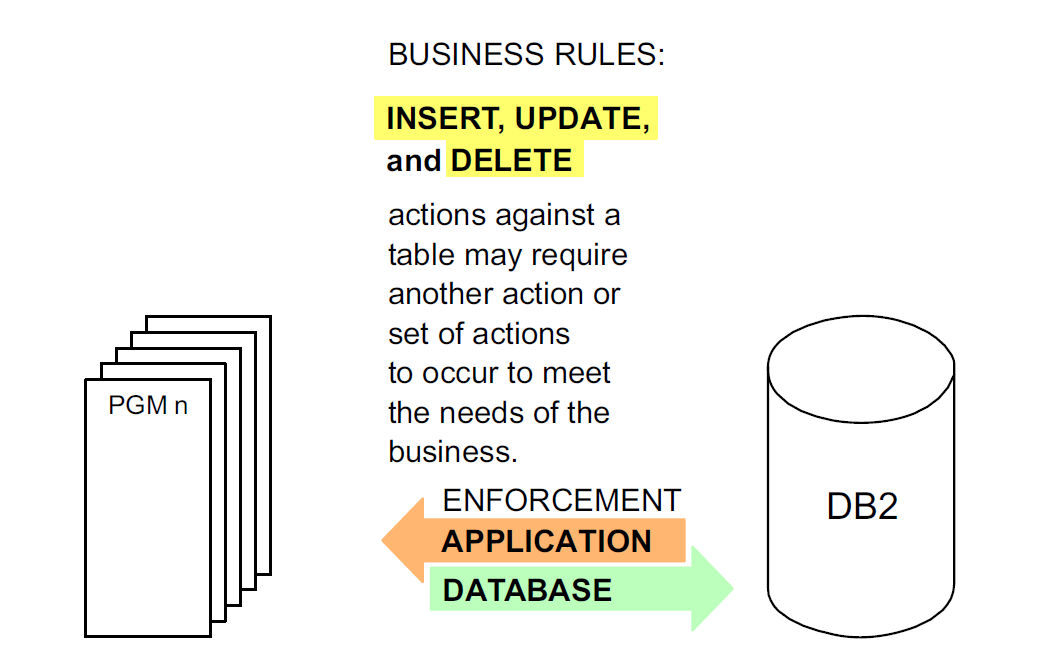 BUSINESS RULES:
INSERT, UPDATE,
and DELETE
actions against a
table may require
another action or
set of actions
to occur to meet
the needs of the
business.
PGM n
DB2
ENFORCEMENT
APPLICATION
DATABASE